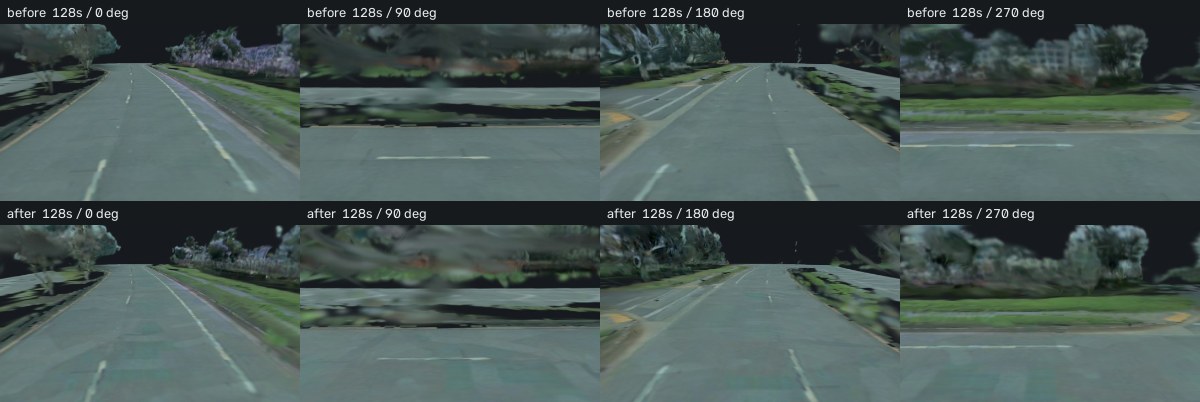 before 128s / 0 deg
before 128s / 90 deg
before 128s / 180 deg
before 128s / 270 deg
after 128s / 0 deg
after 128s / 90 deg
after 128s / 180 deg
after 128s / 270 deg